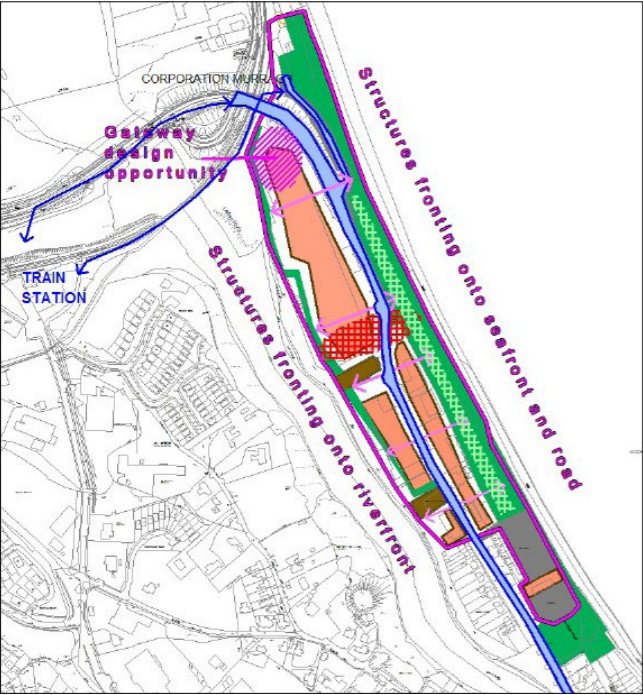 CORPORATION MURRAGH
Gateway
design
opportunity
Structures fronting onto seafront and road
Structures fronting onto riverfront
TRAIN
STATION